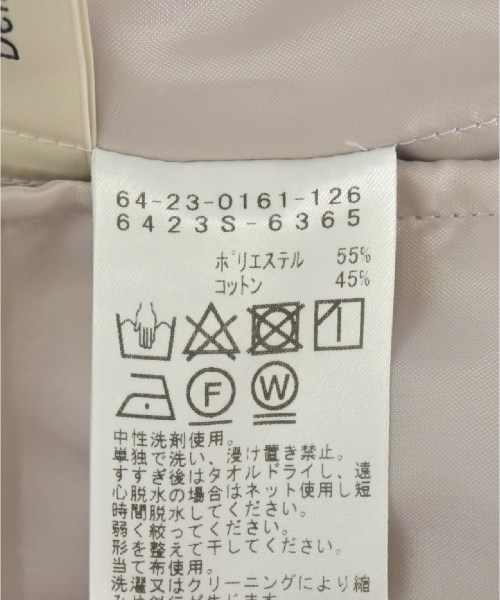 64-23-0161-126
6423S-6365
ポリエステル 55%
コットン 45%
F
W
中性洗剤使用。
単独で洗い、浸け置き禁止。
すすぎ後はタオルドライし、遠
心脱水の場合はネット使用し短
時間脱水してください。
弱く絞ってください。
形を整えて干してください。
当て布使用。
洗濯又はクリーニングにより縮